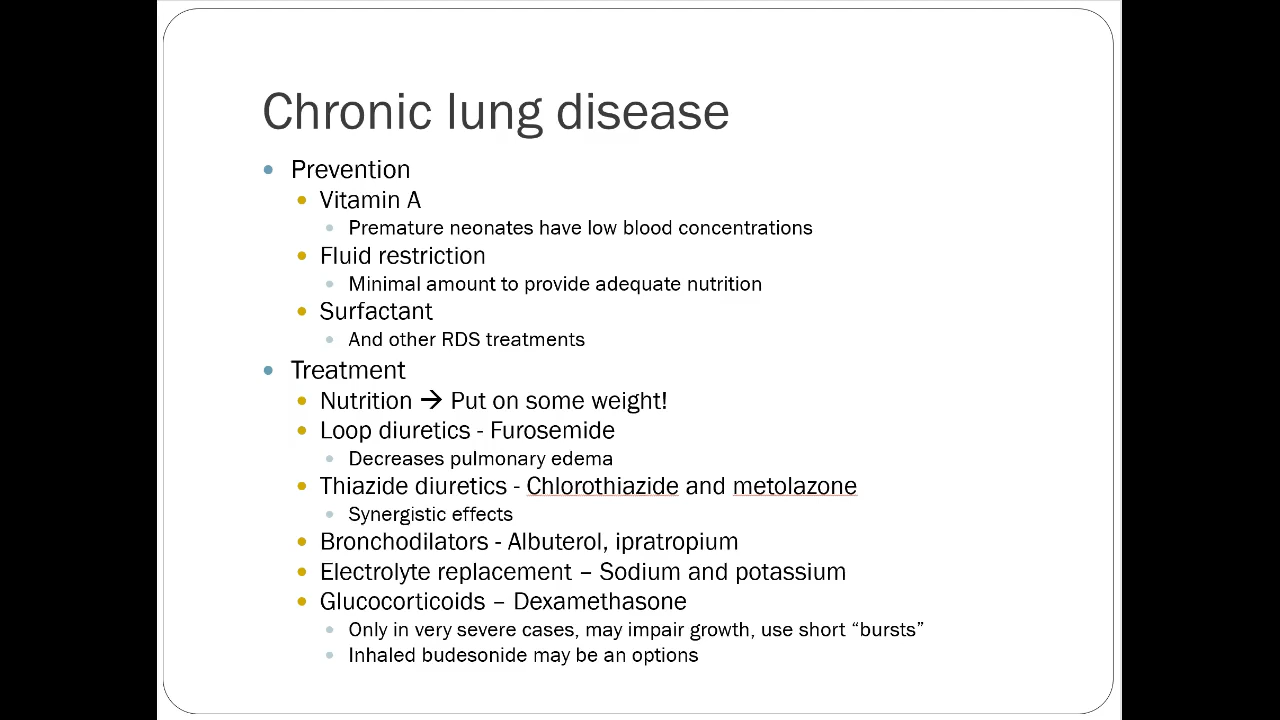 Chronic lung disease
Prevention
Vitamin A
Premature neonates have low blood concentrations
Fluid restriction
Minimal amount to provide adequate nutrition
Surfactant
And other RDS treatments
Treatment
Nutrition → Put on some weight!
Loop diuretics - Furosemide
Decreases pulmonary edema
Thiazide diuretics - Chlorothiazide and metolazone
Synergistic effects
Bronchodilators - Albuterol, ipratropium
Electrolyte replacement – Sodium and potassium
Glucocorticoids – Dexamethasone
Only in very severe cases, may impair growth, use short “bursts”
Inhaled budesonide may be an options